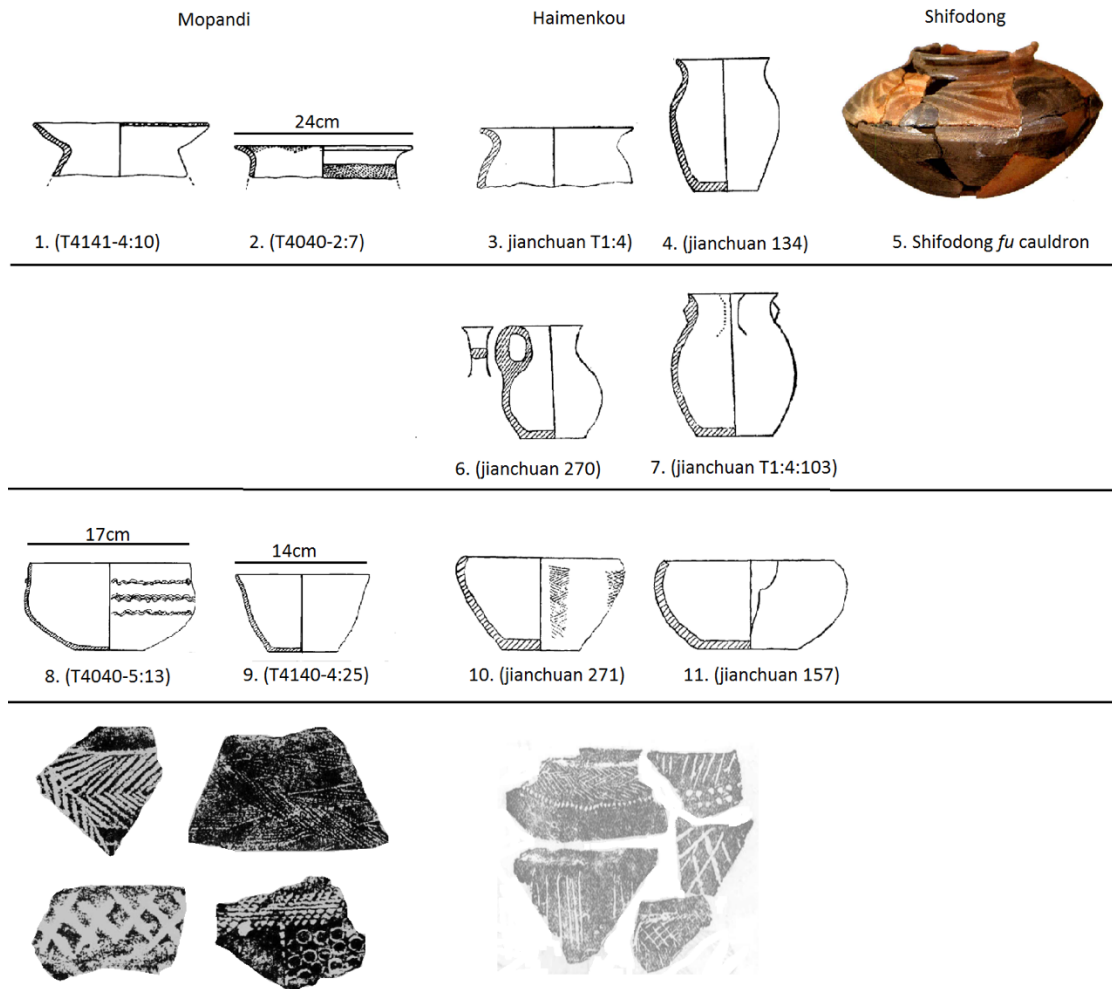 Mopandi
Haimenkou
Shifodong
24cm
1. (T4141-4:10)
2. (T4040-2:7)
3. jianchuan T1:4)
4. (jianchuan 134)
5. Shifodong fu cauldron
6. (jianchuan 270)
7. (jianchuan T1:4:103)
17cm
14cm
8. (T4040-5:13)
9. (T4140-4:25)
10. (jianchuan 271)
11. (jianchuan 157)